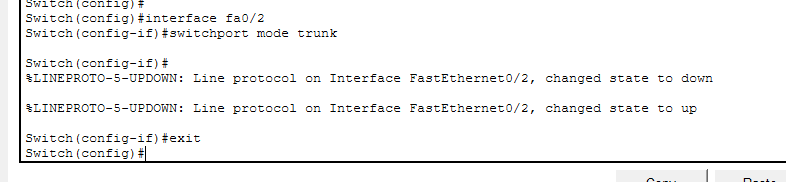 Switch(config)#
Switch(config)#interface fa0/2
Switch(config-if)#switchport mode trunk
Switch(config-if)#
%LINEPROTO-5-UPDOWN: Line protocol on Interface FastEthernet0/2, changed state to down
%LINEPROTO-5-UPDOWN: Line protocol on Interface FastEthernet0/2, changed state to up
Switch(config-if)#exit
Switch(config)#
Copy Paste